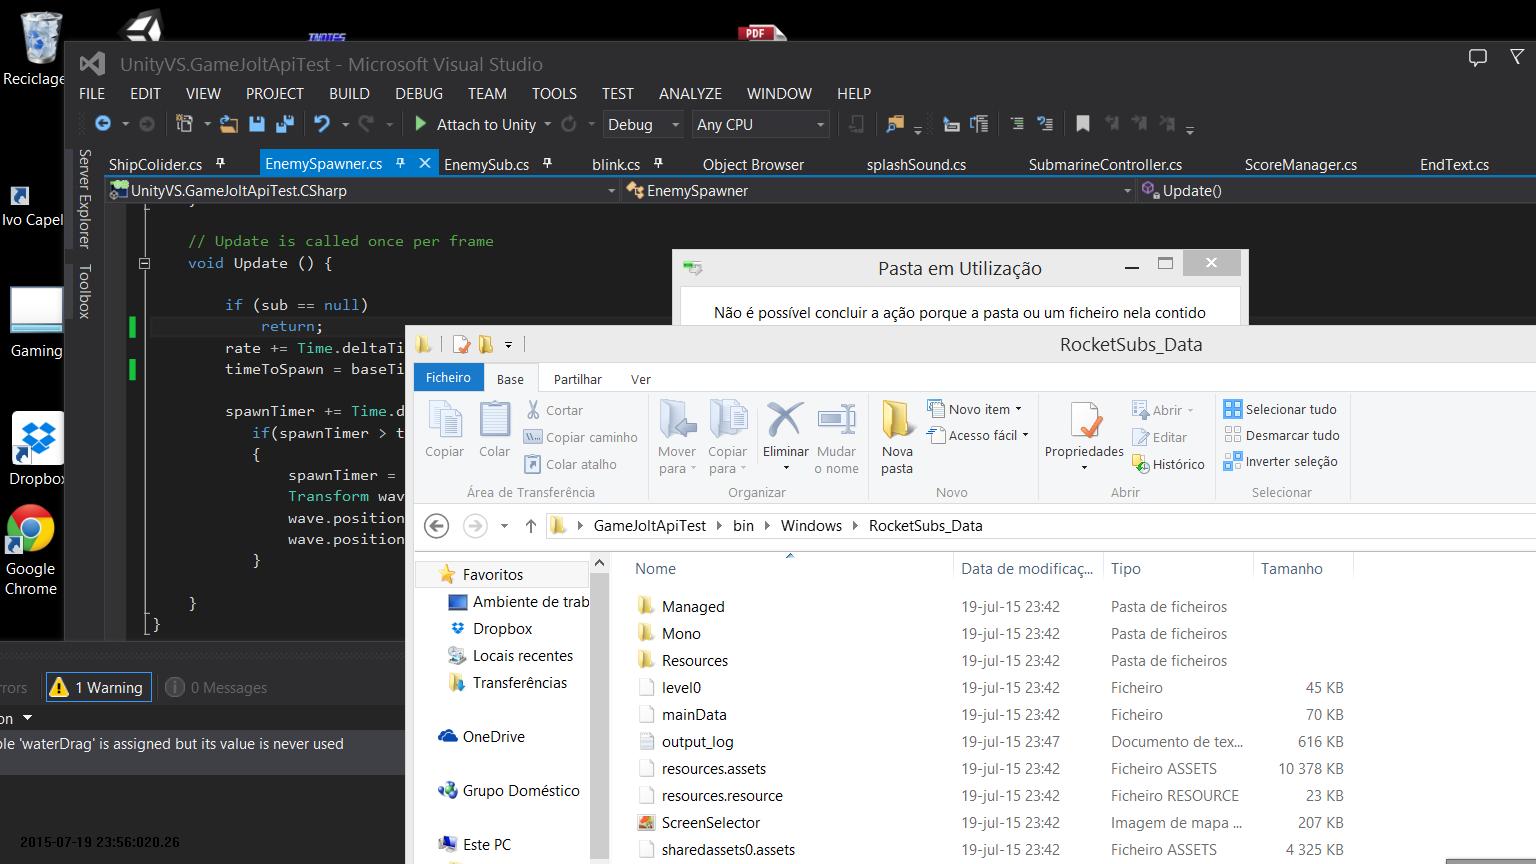 INOTES
PDF
Reciclage
Ivo Capel
Gaming
Dropbox
Google
Chrome
UnityVS.GameJoltApiTest - Microsoft Visual Studio
FILE EDIT VIEW PROJECT BUILD DEBUG TEAM TOOLS TEST ANALYZE WINDOW HELP
Attach to Unity Debug Any CPU
Server Explorer
Toolbox
ShipColider.cs EnemySpawner.cs EnemySub.cs blink.cs Object Browser splashSound.cs SubmarineController.cs ScoreManager.cs EndText.cs
UnityVS.GameJoltApiTest.CSharp EnemySpawner Update()
// Update is called once per frame
void Update () {
if (sub == null)
return;
rate += Time.deltaTi
timeToSpawn = baseTi
spawnTimer += Time.d
if(spawnTimer > t
{
spawnTimer =
Transform wav
wave.position
wave.position
}
}
}
rors 1 Warning 0 Messages
on
ble 'waterDrag' is assigned but its value is never used
2015-07-19 23:56:020.26
Pasta em Utilização
Não é possível concluir a ação porque a pasta ou um ficheiro nela contido
RocketSubs_Data
Ficheiro Base Partilhar Ver
Copiar
Colar
Cortar
Copiar caminho
Colar atalho
Área de Transferência
Mover
para
Copiar
para
Eliminar
Mudar
o nome
Organizar
Nova
pasta
Novo item
Acesso fácil
Novo
Propriedades
Abrir
Editar
Histórico
Abrir
Selecionar tudo
Desmarcar tudo
Inverter seleção
Selecionar
GameJoltApiTest bin Windows RocketSubs_Data
Favoritos
Ambiente de trab
Dropbox
Locais recentes
Transferências
OneDrive
Grupo Doméstico
Este PC
Nome Data de modificaç... Tipo Tamanho
Managed 19-jul-15 23:42 Pasta de ficheiros
Mono 19-jul-15 23:42 Pasta de ficheiros
Resources 19-jul-15 23:42 Pasta de ficheiros
level0 19-jul-15 23:42 Ficheiro 45 KB
mainData 19-jul-15 23:42 Ficheiro 70 KB
output_log 19-jul-15 23:47 Documento de tex... 616 KB
resources.assets 19-jul-15 23:42 Ficheiro ASSETS 10 378 KB
resources.resource 19-jul-15 23:42 Ficheiro RESOURCE 23 KB
ScreenSelector 19-jul-15 23:42 Imagem de mapa ... 207 KB
sharedassets0.assets 19-jul-15 23:42 Ficheiro ASSETS 4 325 KB